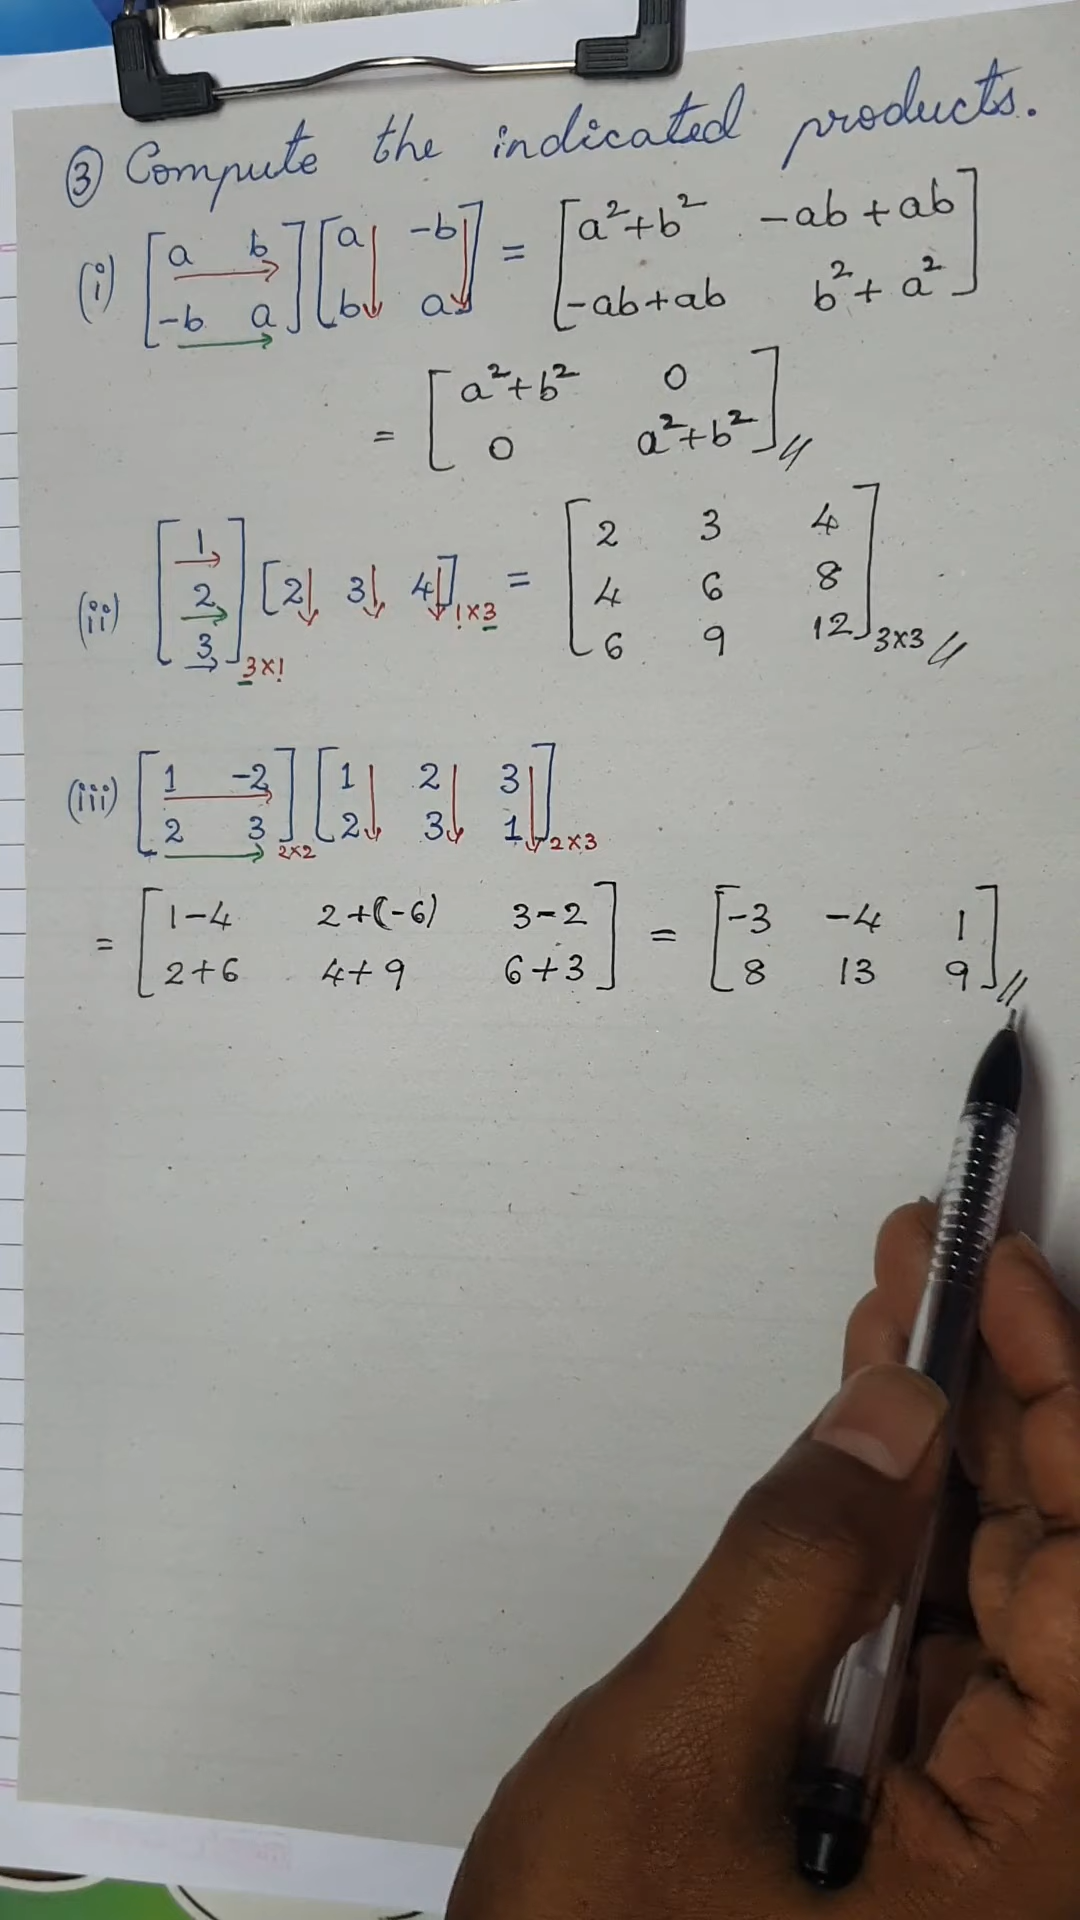 ③ Compute the indicated products.
(i) [a b; -b a] [a -b; b a] = [a²+b² -ab+ab; -ab+ab b²+a²]
= [a²+b² 0; 0 a²+b²]//
(ii) [1; 2; 3]3×1 [2 3 4]1×3 = [2 3 4; 4 6 8; 6 9 12]3×3 //
(iii) [1 -2; 2 3]2×2 [1 2 3; 2 3 1]2×3
= [1-4 2+(-6) 3-2; 2+6 4+9 6+3] = [-3 -4 1; 8 13 9]//